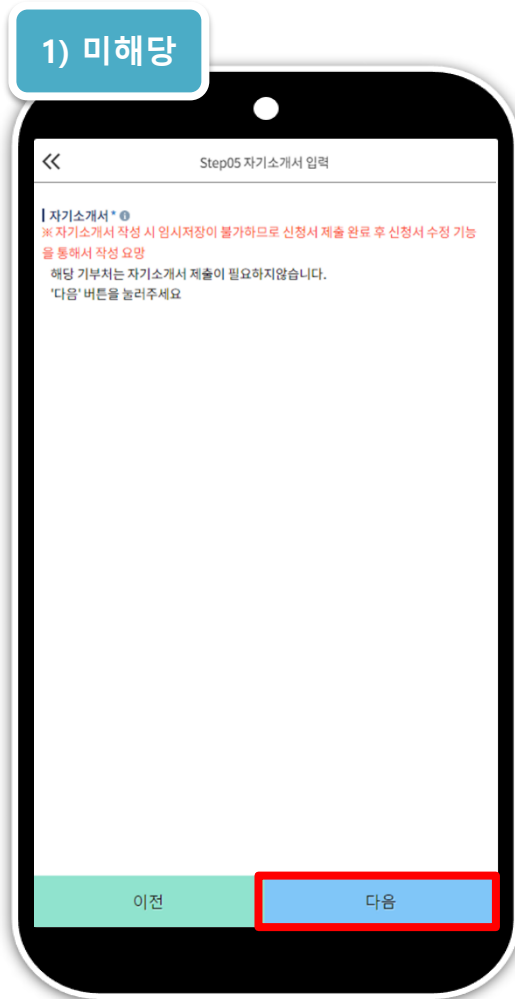 1) 미해당
Step05 자기소개서 입력
자기소개서 *
※ 자기소개서 작성 시 임시저장이 불가하므로 신청서 제출 완료 후 신청서 수정 기능
을 통해서 작성 요망
해당 기부처는 자기소개서 제출이 필요하지않습니다.
'다음' 버튼을 눌러주세요
이전
다음